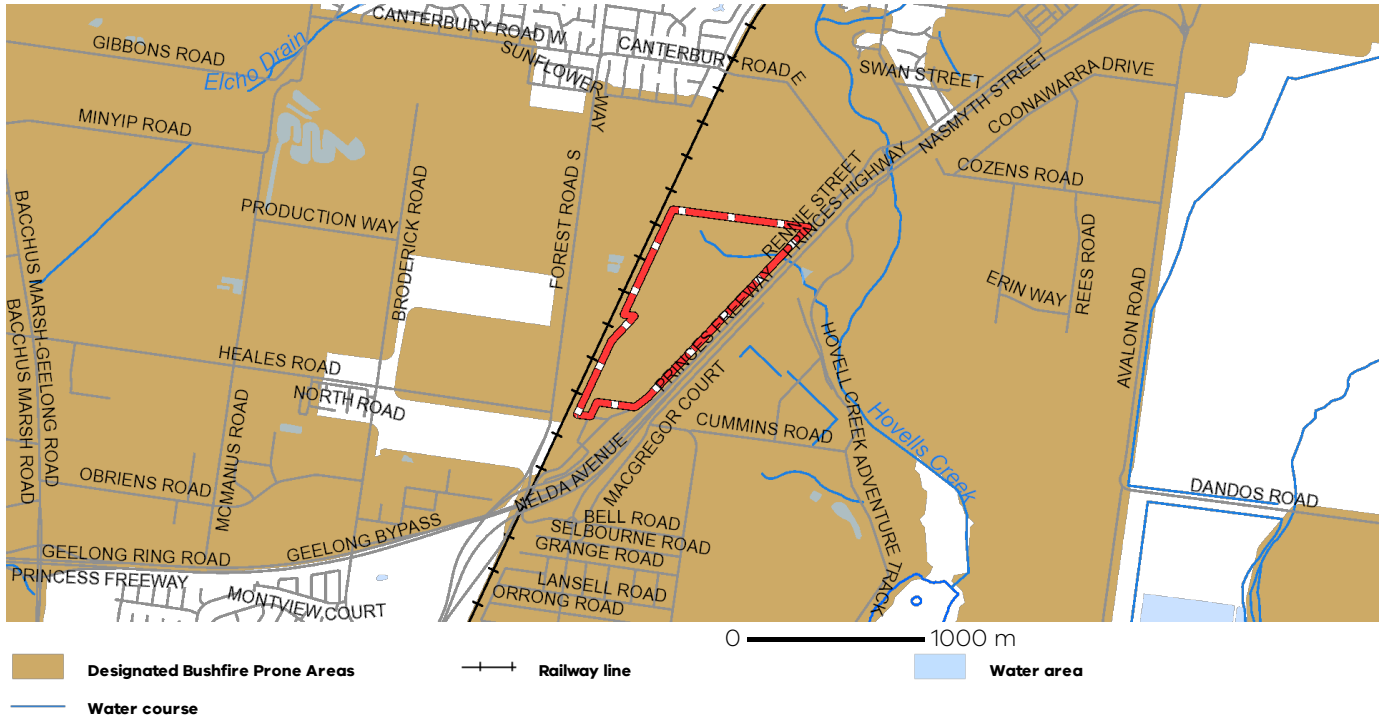 CANTERBURY ROAD W
GIBBONS ROAD
Elcho Drain
SUNFLOWER WAY
CANTERBURY ROAD E
SWAN STREET
NASMYTH STREET
COONAWARRA DRIVE
MINYIP ROAD
COZENS ROAD
BACCHUS MARSH-GEELONG ROAD
PRODUCTION WAY
BRODERICK ROAD
FOREST ROAD S
RENNIE STREET
PRINCES HIGHWAY
ERIN WAY
REES ROAD
AVALON ROAD
BACCHUS MARSH ROAD
HEALES ROAD
NORTH ROAD
PRINCES FREEWAY
MACGREGOR COURT
HOVELL CREEK ADVENTURE TRACK
Hovells Creek
CUMMINS ROAD
MCMANUS ROAD
OBRIENS ROAD
MELDA AVENUE
DANDOS ROAD
BELL ROAD
SELBOURNE ROAD
GRANGE ROAD
GEELONG BYPASS
GEELONG RING ROAD
PRINCESS FREEWAY
MONTVIEW COURT
LANSELL ROAD
ORRONG ROAD
0 1000 m
Designated Bushfire Prone Areas
Railway line
Water area
Water course